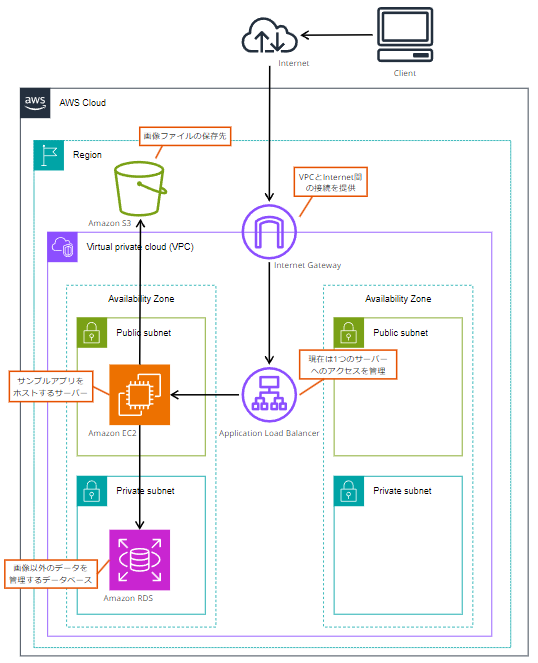 Internet
Client
aws
AWS Cloud
画像ファイルの保存先
Region
VPCとInternet間
の接続を提供
Amazon S3
Virtual private cloud (VPC)
Internet Gateway
Availability Zone
Availability Zone
Public subnet
Public subnet
現在は1つのサーバー
へのアクセスを管理
サンプルアプリを
ホストするサーバー
Amazon EC2
Application Load Balancer
Private subnet
Private subnet
画像以外のデータを
管理するデータベース
Amazon RDS